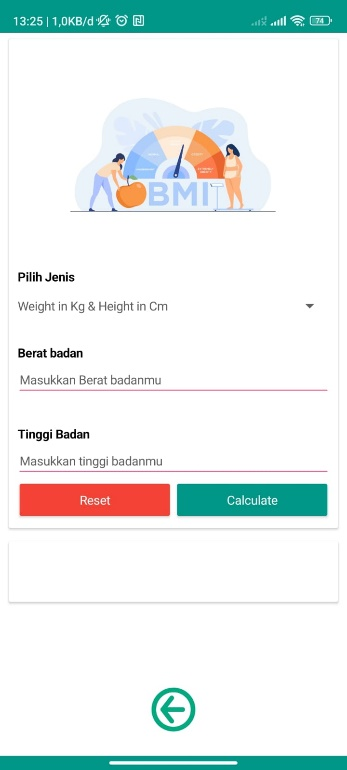 13:25 | 1,0KB/d
74
BMI
Pilih Jenis
Weight in Kg & Height in Cm
Berat badan
Masukkan Berat badanmu
Tinggi Badan
Masukkan tinggi badanmu
Reset
Calculate